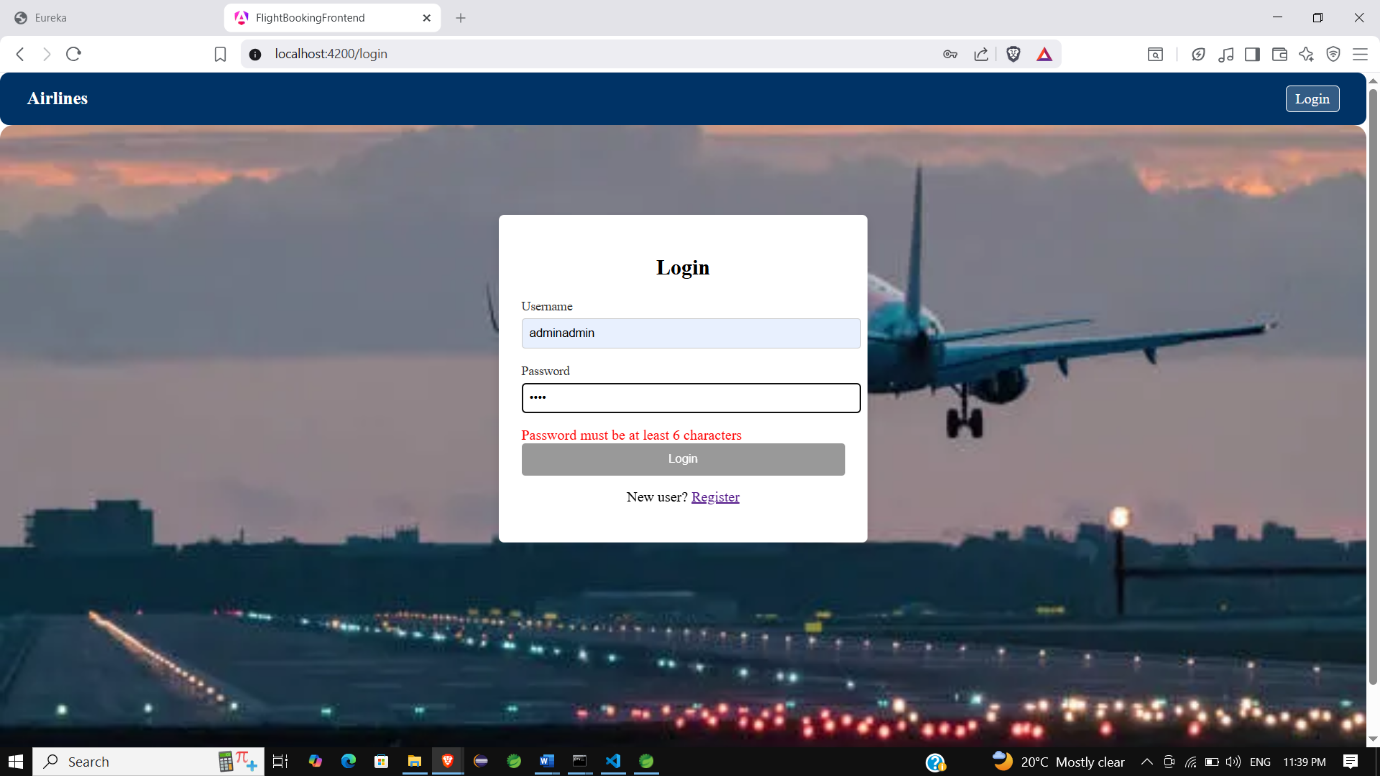 Eureka
FlightBookingFrontend
localhost:4200/login
Airlines
Login
Login
Username
adminadmin
Password
••••
Password must be at least 6 characters
Login
New user? Register
Search
20°C Mostly clear
ENG
11:39 PM